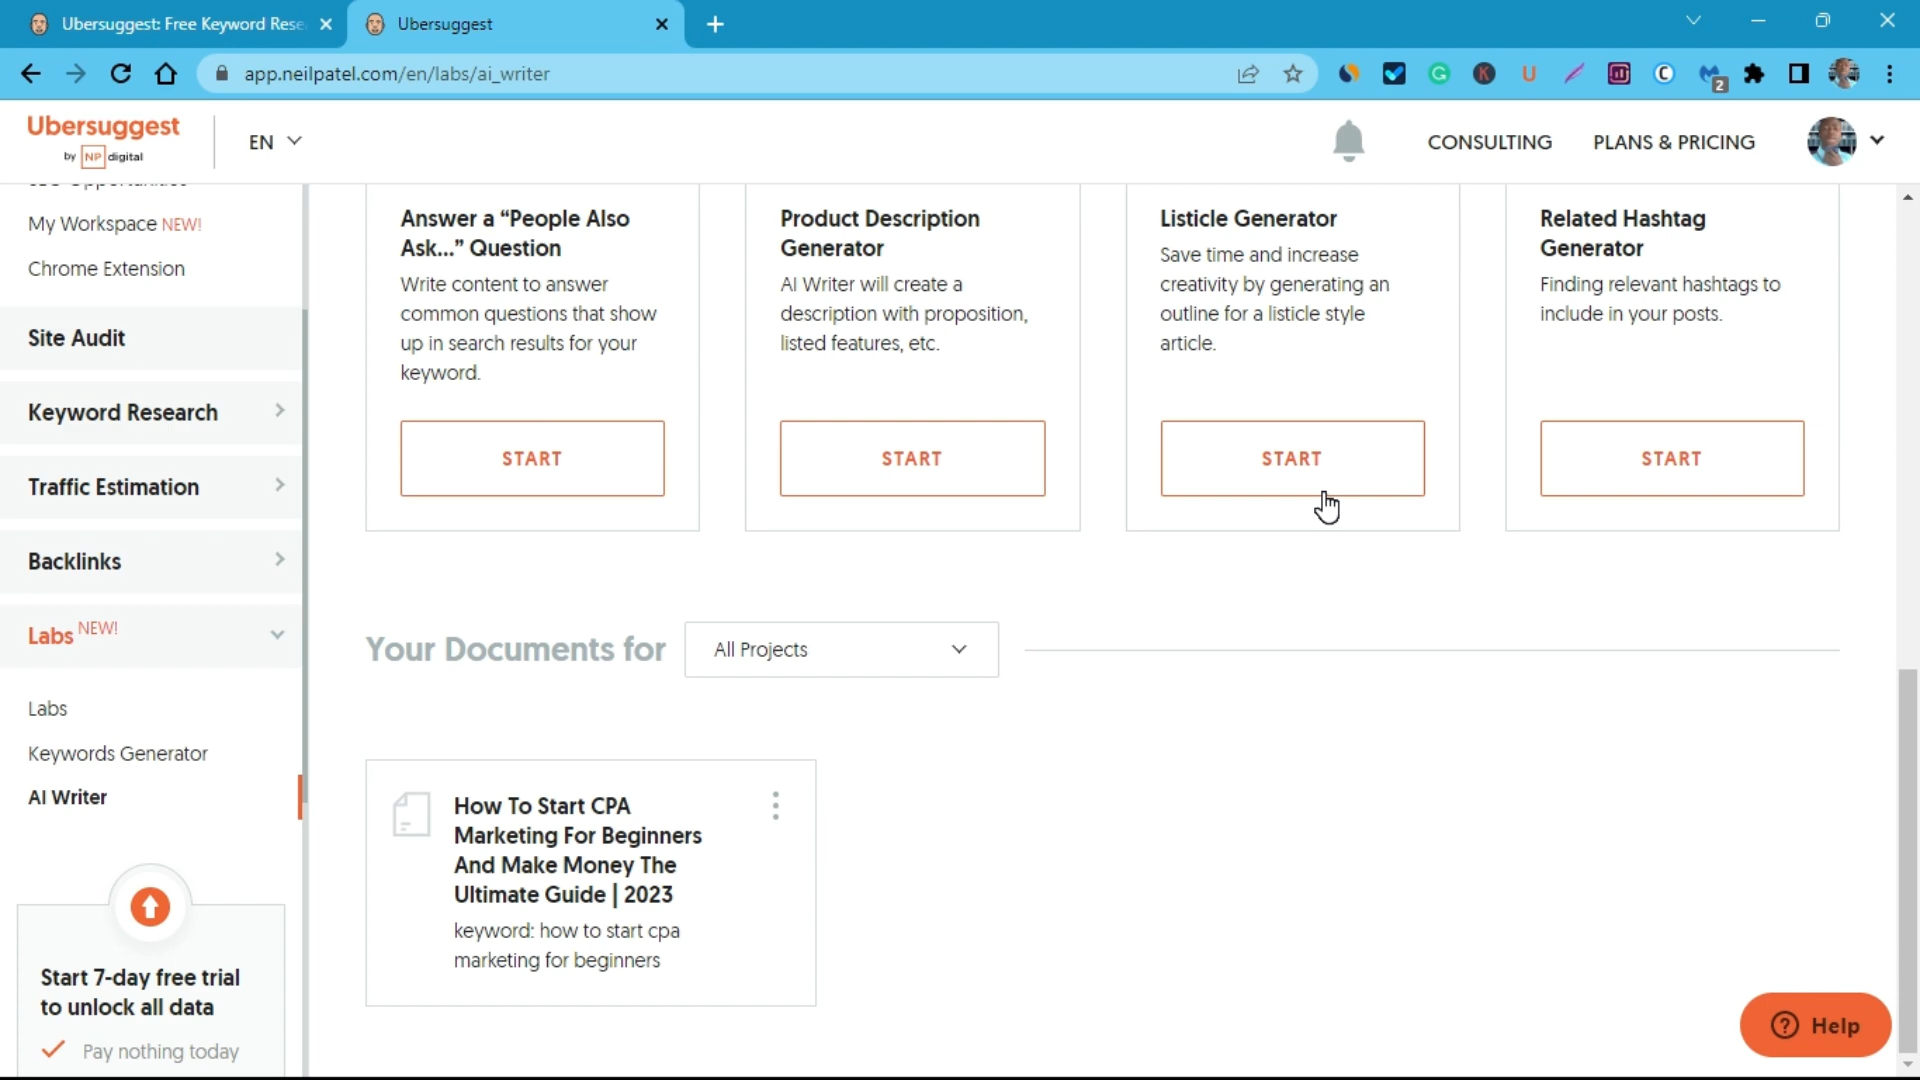 Ubersuggest: Free Keyword Rese
Ubersuggest
app.neilpatel.com/en/labs/ai_writer
2
Ubersuggest
by NP digital
EN
CONSULTING
PLANS & PRICING
My Workspace NEW!
Chrome Extension
Site Audit
Keyword Research
Traffic Estimation
Backlinks
Labs NEW!
Labs
Keywords Generator
AI Writer
Start 7-day free trial
to unlock all data
Pay nothing today
Answer a “People Also
Ask...” Question
Write content to answer
common questions that show
up in search results for your
keyword.
START
Product Description
Generator
AI Writer will create a
description with proposition,
listed features, etc.
START
Listicle Generator
Save time and increase
creativity by generating an
outline for a listicle style
article.
START
Related Hashtag
Generator
Finding relevant hashtags to
include in your posts.
START
Your Documents for
All Projects
How To Start CPA
Marketing For Beginners
And Make Money The
Ultimate Guide | 2023
keyword: how to start cpa
marketing for beginners
Help